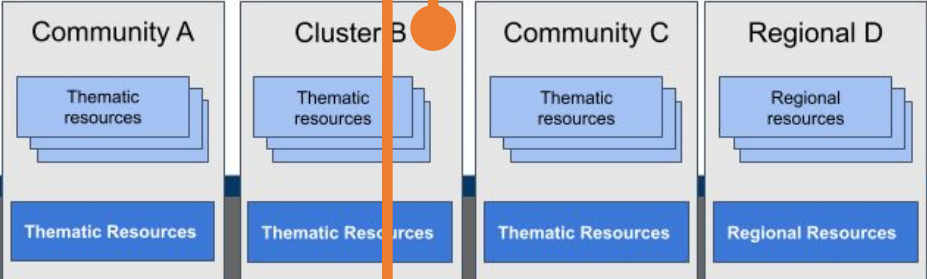 Community A
Thematic
resources
Thematic Resources
Cluster B
Thematic
resources
Thematic Resources
Community C
Thematic
resources
Thematic Resources
Regional D
Regional
resources
Regional Resources